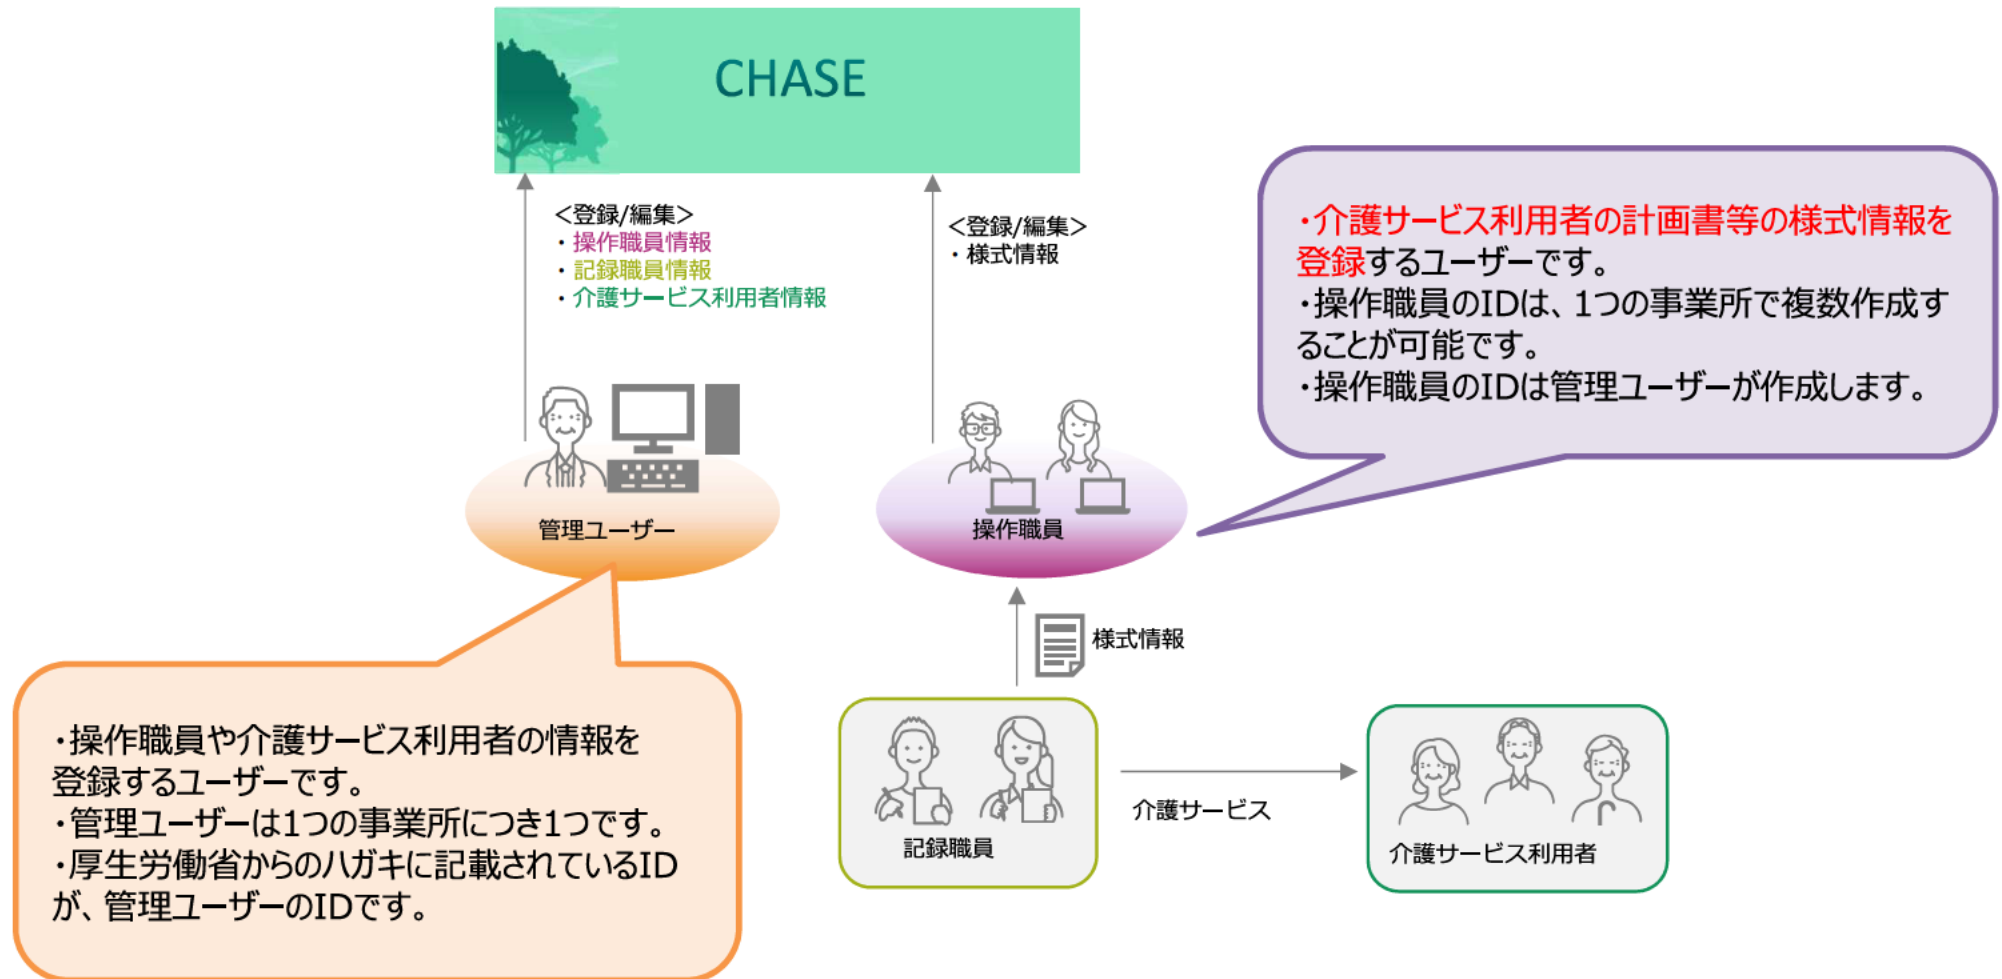 CHASE
＜登録/編集＞
・操作職員情報
・記録職員情報
・介護サービス利用者情報
＜登録/編集＞
・様式情報
・介護サービス利用者の計画書等の様式情報を
登録するユーザーです。
・操作職員のIDは、1つの事業所で複数作成す
ることが可能です。
・操作職員のIDは管理ユーザーが作成します。
管理ユーザー
操作職員
様式情報
・操作職員や介護サービス利用者の情報を
登録するユーザーです。
・管理ユーザーは1つの事業所につき1つです。
・厚生労働省からのハガキに記載されているID
が、管理ユーザーのIDです。
記録職員
介護サービス
介護サービス利用者